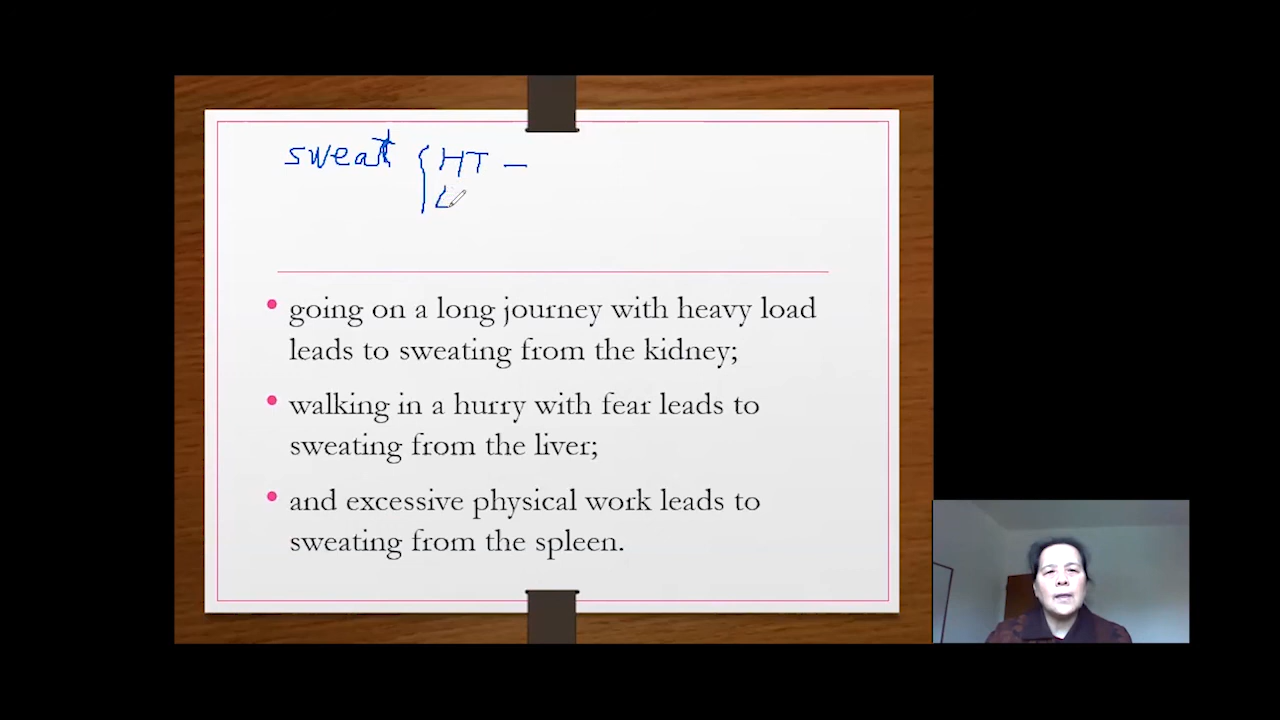 sweat { HT –
L
• going on a long journey with heavy load
leads to sweating from the kidney;
• walking in a hurry with fear leads to
sweating from the liver;
• and excessive physical work leads to
sweating from the spleen.